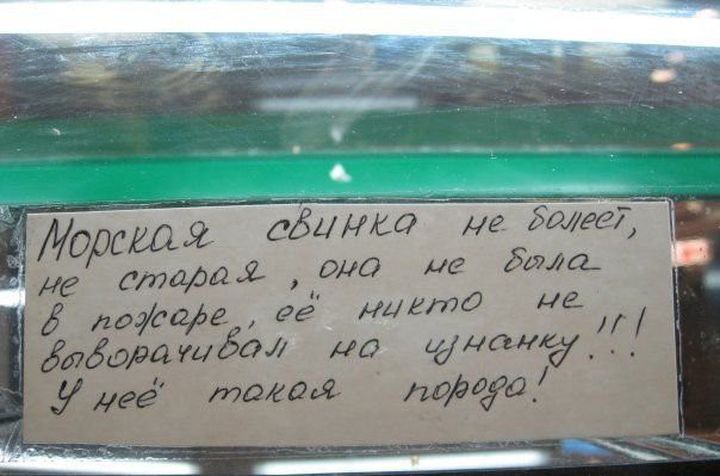 Морская свинка не болеет,
не старая, она не была
в пожаре, её никто не
выворачивал на изнанку!!!
У неё такая порода!